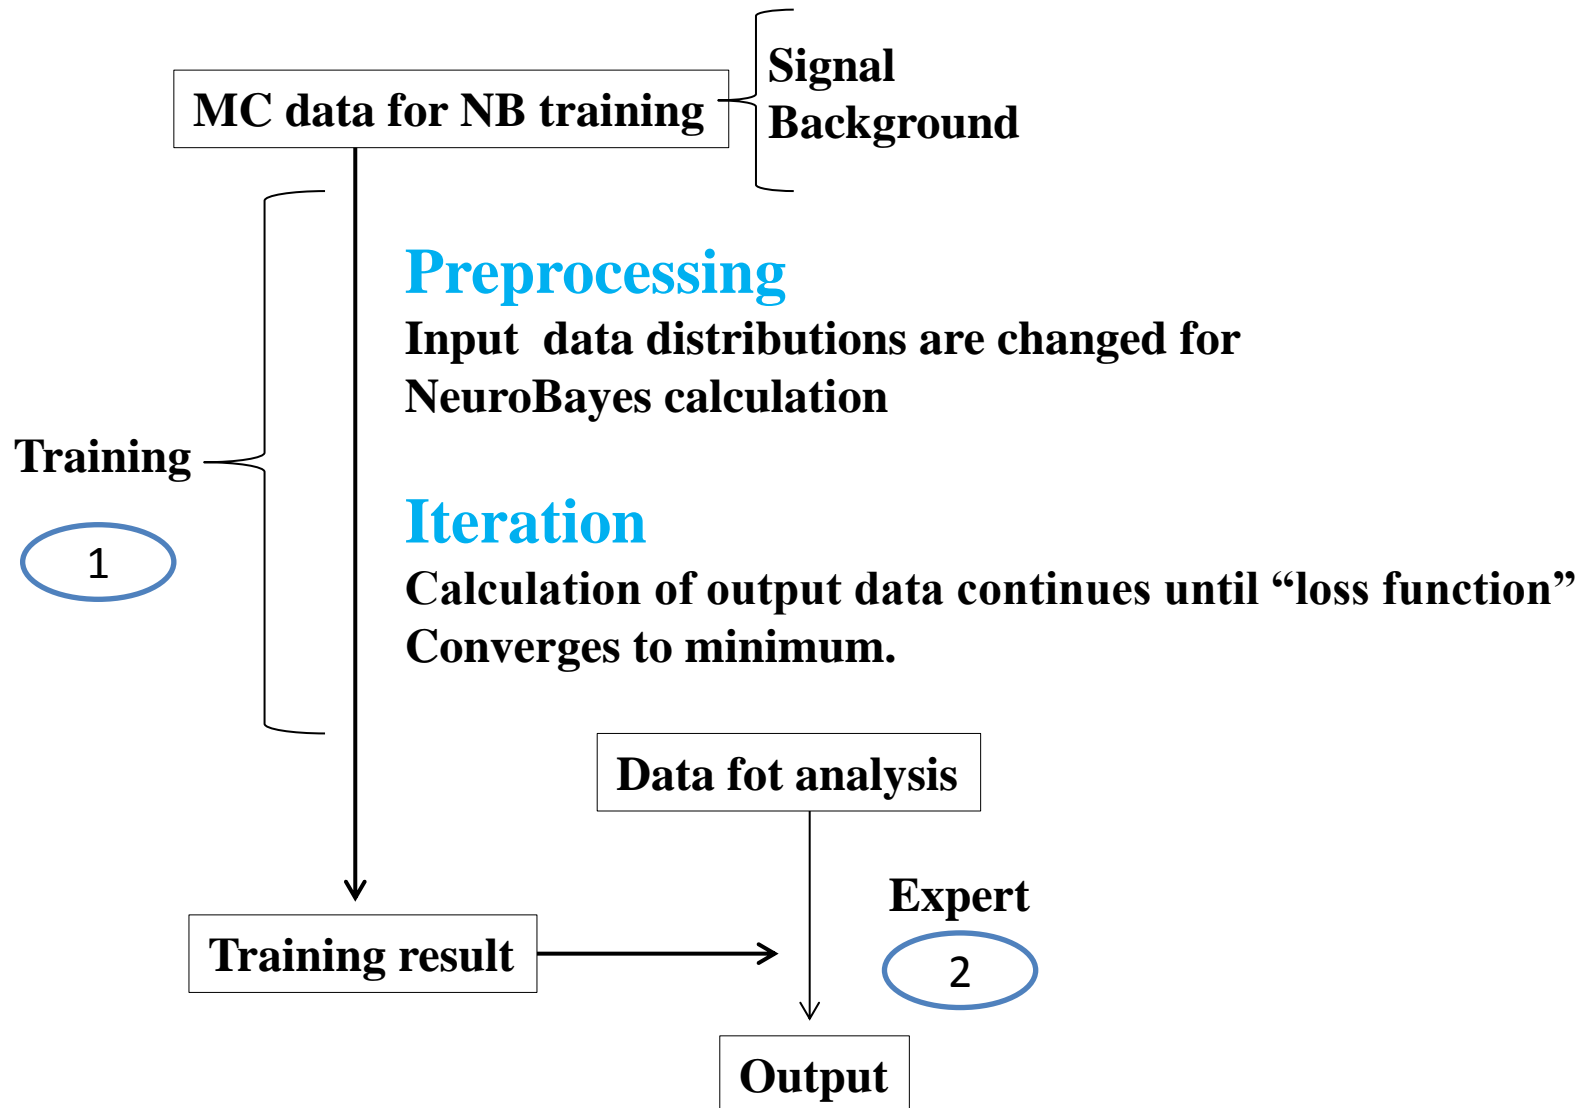 Signal
MC data for NB training
Background
Preprocessing
Input data distributions are changed for
NeuroBayes calculation
Training
1
Iteration
Calculation of output data continues until “loss function”
Converges to minimum.
Data fot analysis
Expert
Training result
2
Output